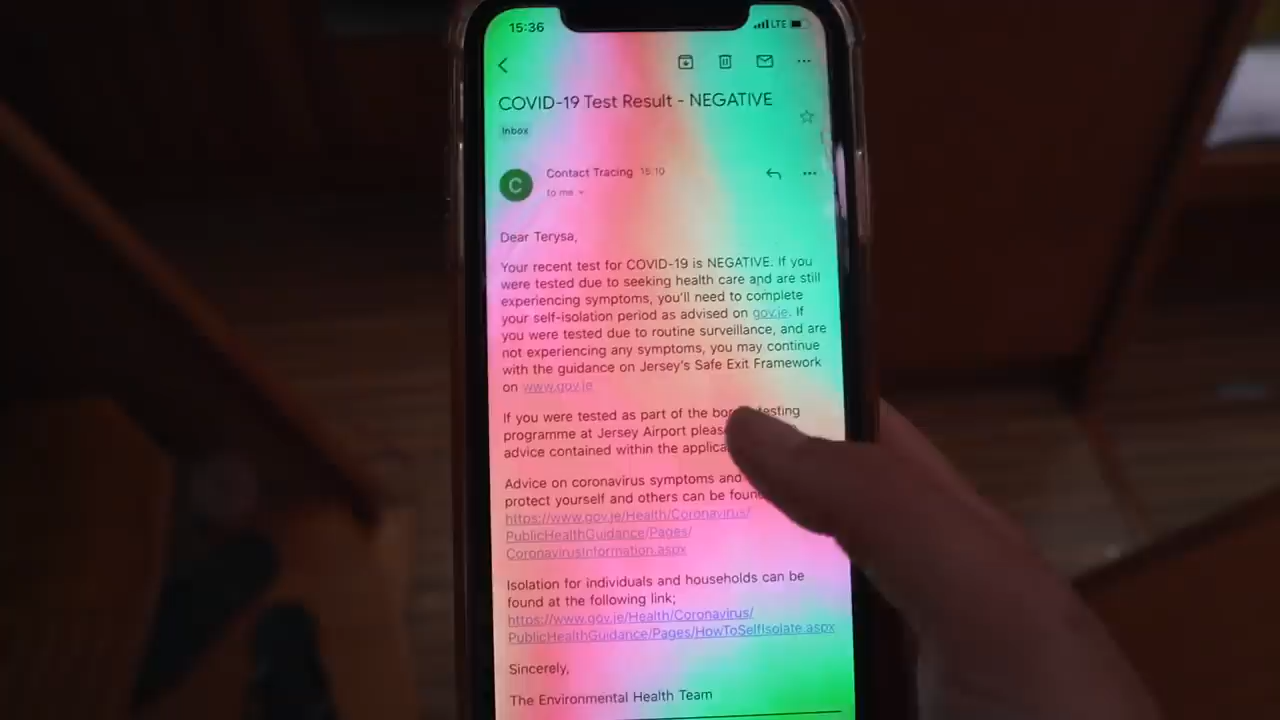 15:36
LTE
COVID-19 Test Result - NEGATIVE
Inbox
C
Contact Tracing 15:10
to me
Dear Terysa,
Your recent test for COVID-19 is NEGATIVE. If you
were tested due to seeking health care and are still
experiencing symptoms, you'll need to complete
your self-isolation period as advised on gov.je. If
you were tested due to routine surveillance, and are
not experiencing any symptoms, you may continue
with the guidance on Jersey's Safe Exit Framework
on www.gov.je
If you were tested as part of the border testing
programme at Jersey Airport please
advice contained within the
Advice on coronavirus symptoms and
protect yourself and others can be found
https://www.gov.je/Health/Coronavirus/
PublicHealthGuidance/Pages/
CoronavirusInformation.aspx
Isolation for individuals and households can be
found at the following link;
https://www.gov.je/Health/Coronavirus/
PublicHealthGuidance/Pages/HowToSelfIsolate.aspx
Sincerely,
The Environmental Health Team